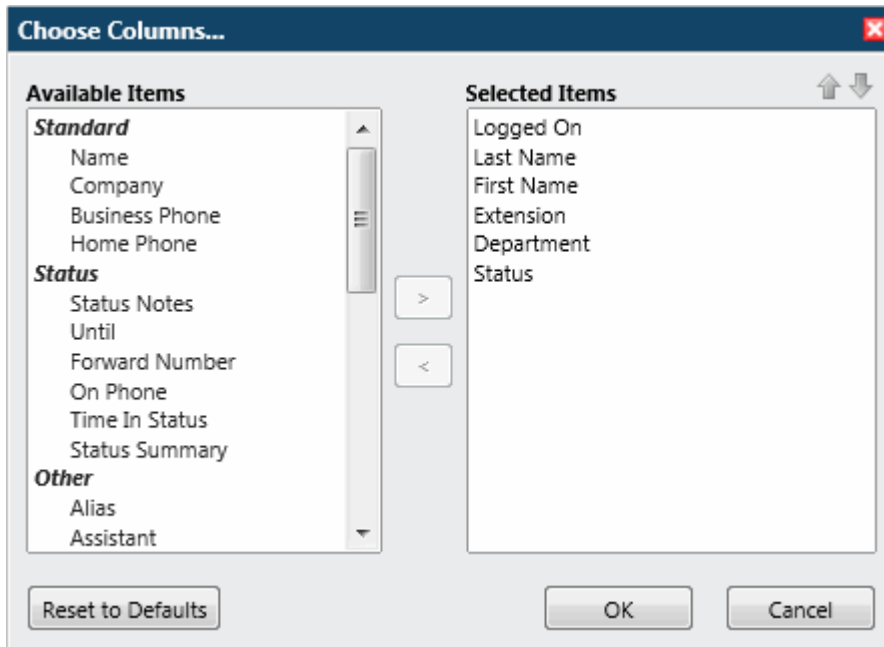 Choose Columns...
Available Items
Standard
Name
Company
Business Phone
Home Phone
Status
Status Notes
Until
Forward Number
On Phone
Time In Status
Status Summary
Other
Alias
Assistant
>
<
Selected Items
Logged On
Last Name
First Name
Extension
Department
Status
Reset to Defaults
OK
Cancel